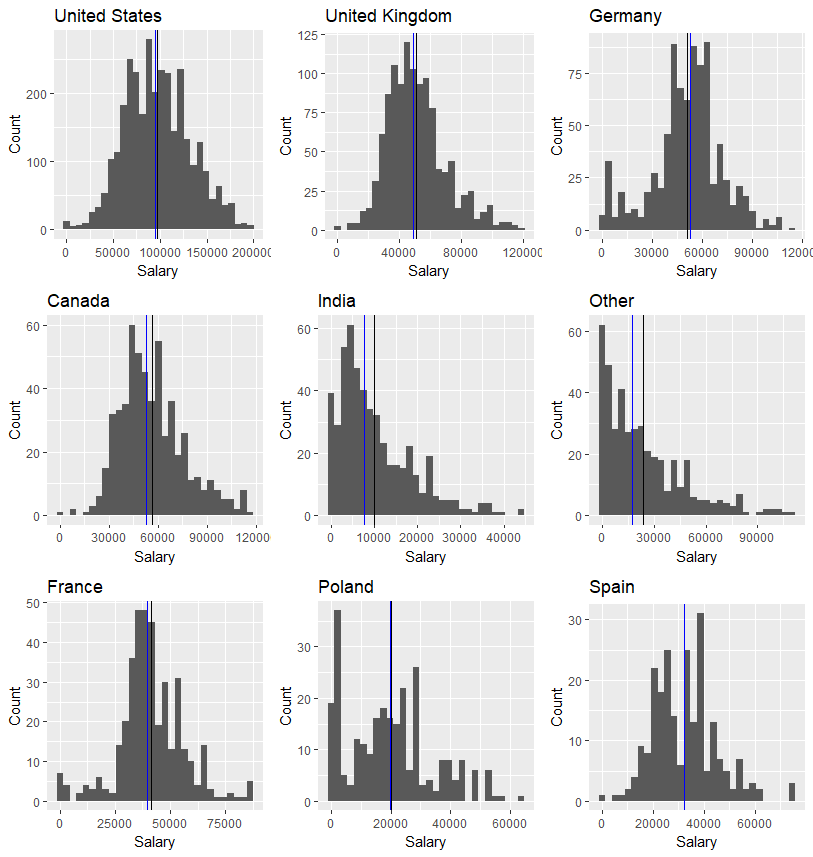 United States
Count
200
100
0
0
50000
100000
150000
200000
Salary
United Kingdom
Count
125
100
75
50
25
0
0
40000
80000
120000
Salary
Germany
Count
75
50
25
0
0
30000
60000
90000
12000
Salary
Canada
Count
60
40
20
0
0
30000
60000
90000
12000
Salary
India
Count
60
40
20
0
0
10000
20000
30000
40000
Salary
Other
Count
60
40
20
0
0
30000
60000
90000
Salary
France
Count
50
40
30
20
10
0
0
25000
50000
75000
Salary
Poland
Count
30
20
10
0
0
20000
40000
60000
Salary
Spain
Count
30
20
10
0
0
20000
40000
60000
Salary